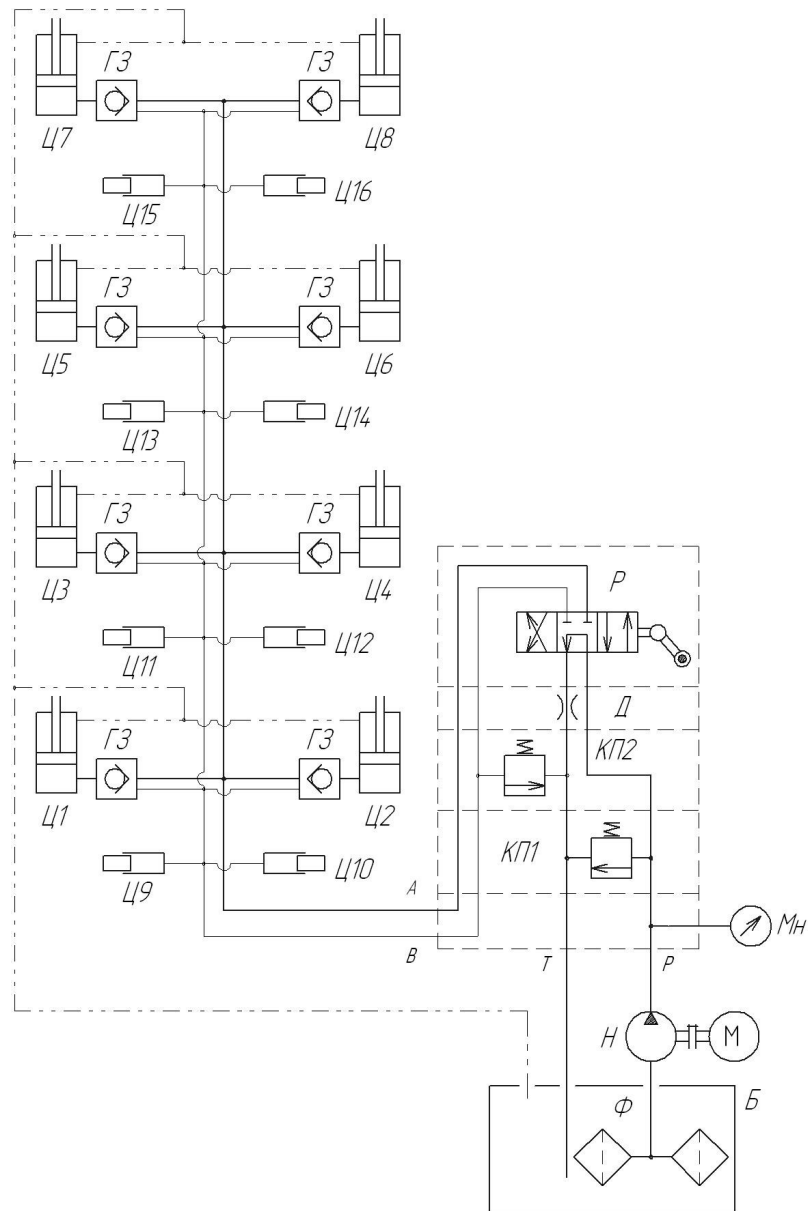 ГЗ ГЗ
Ц7 Ц8
Ц15 Ц16
ГЗ ГЗ
Ц5 Ц6
Ц13 Ц14
ГЗ ГЗ
Ц3 Ц4
Р
Ц11 Ц12
Д
ГЗ ГЗ
КП2
Ц1 Ц2
КП1
Ц9 Ц10
А
Мн
В Т Р
Н М
Ф Б